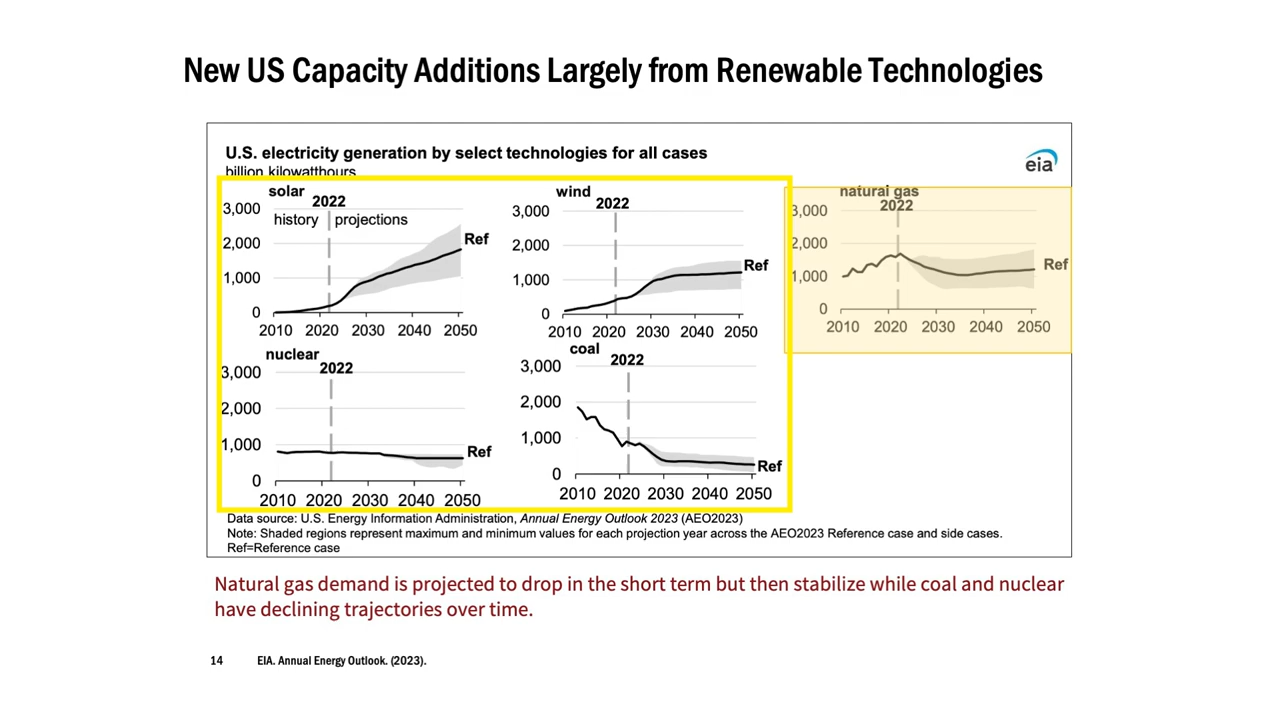 New US Capacity Additions Largely from Renewable Technologies
U.S. electricity generation by select technologies for all cases
billion kilowatthours
eia
solar
2022
history projections
3,000
2,000
1,000
0
Ref
2010 2020 2030 2040 2050
wind
2022
3,000
2,000
1,000
0
Ref
2010 2020 2030 2040 2050
natural gas
2022
3,000
2,000
1,000
0
Ref
2010 2020 2030 2040 2050
nuclear
2022
3,000
2,000
1,000
0
Ref
2010 2020 2030 2040 2050
coal
2022
3,000
2,000
1,000
0
Ref
2010 2020 2030 2040 2050
Data source: U.S. Energy Information Administration, Annual Energy Outlook 2023 (AEO2023)
Note: Shaded regions represent maximum and minimum values for each projection year across the AEO2023 Reference case and side cases.
Ref=Reference case
Natural gas demand is projected to drop in the short term but then stabilize while coal and nuclear
have declining trajectories over time.
14 EIA. Annual Energy Outlook. (2023).